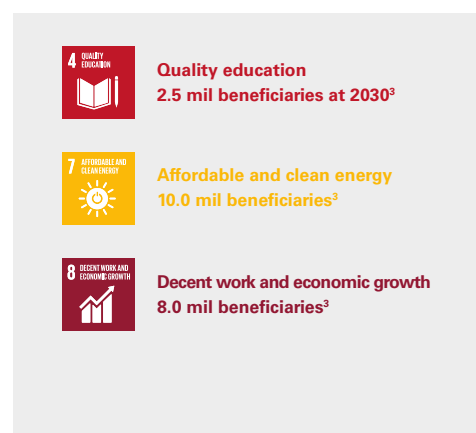 4 QUALITY
EDUCATION
Quality education
2.5 mil beneficiaries at 2030³
7 AFFORDABLE AND
CLEAN ENERGY
Affordable and clean energy
10.0 mil beneficiaries³
8 DECENT WORK AND
ECONOMIC GROWTH
Decent work and economic growth
8.0 mil beneficiaries³